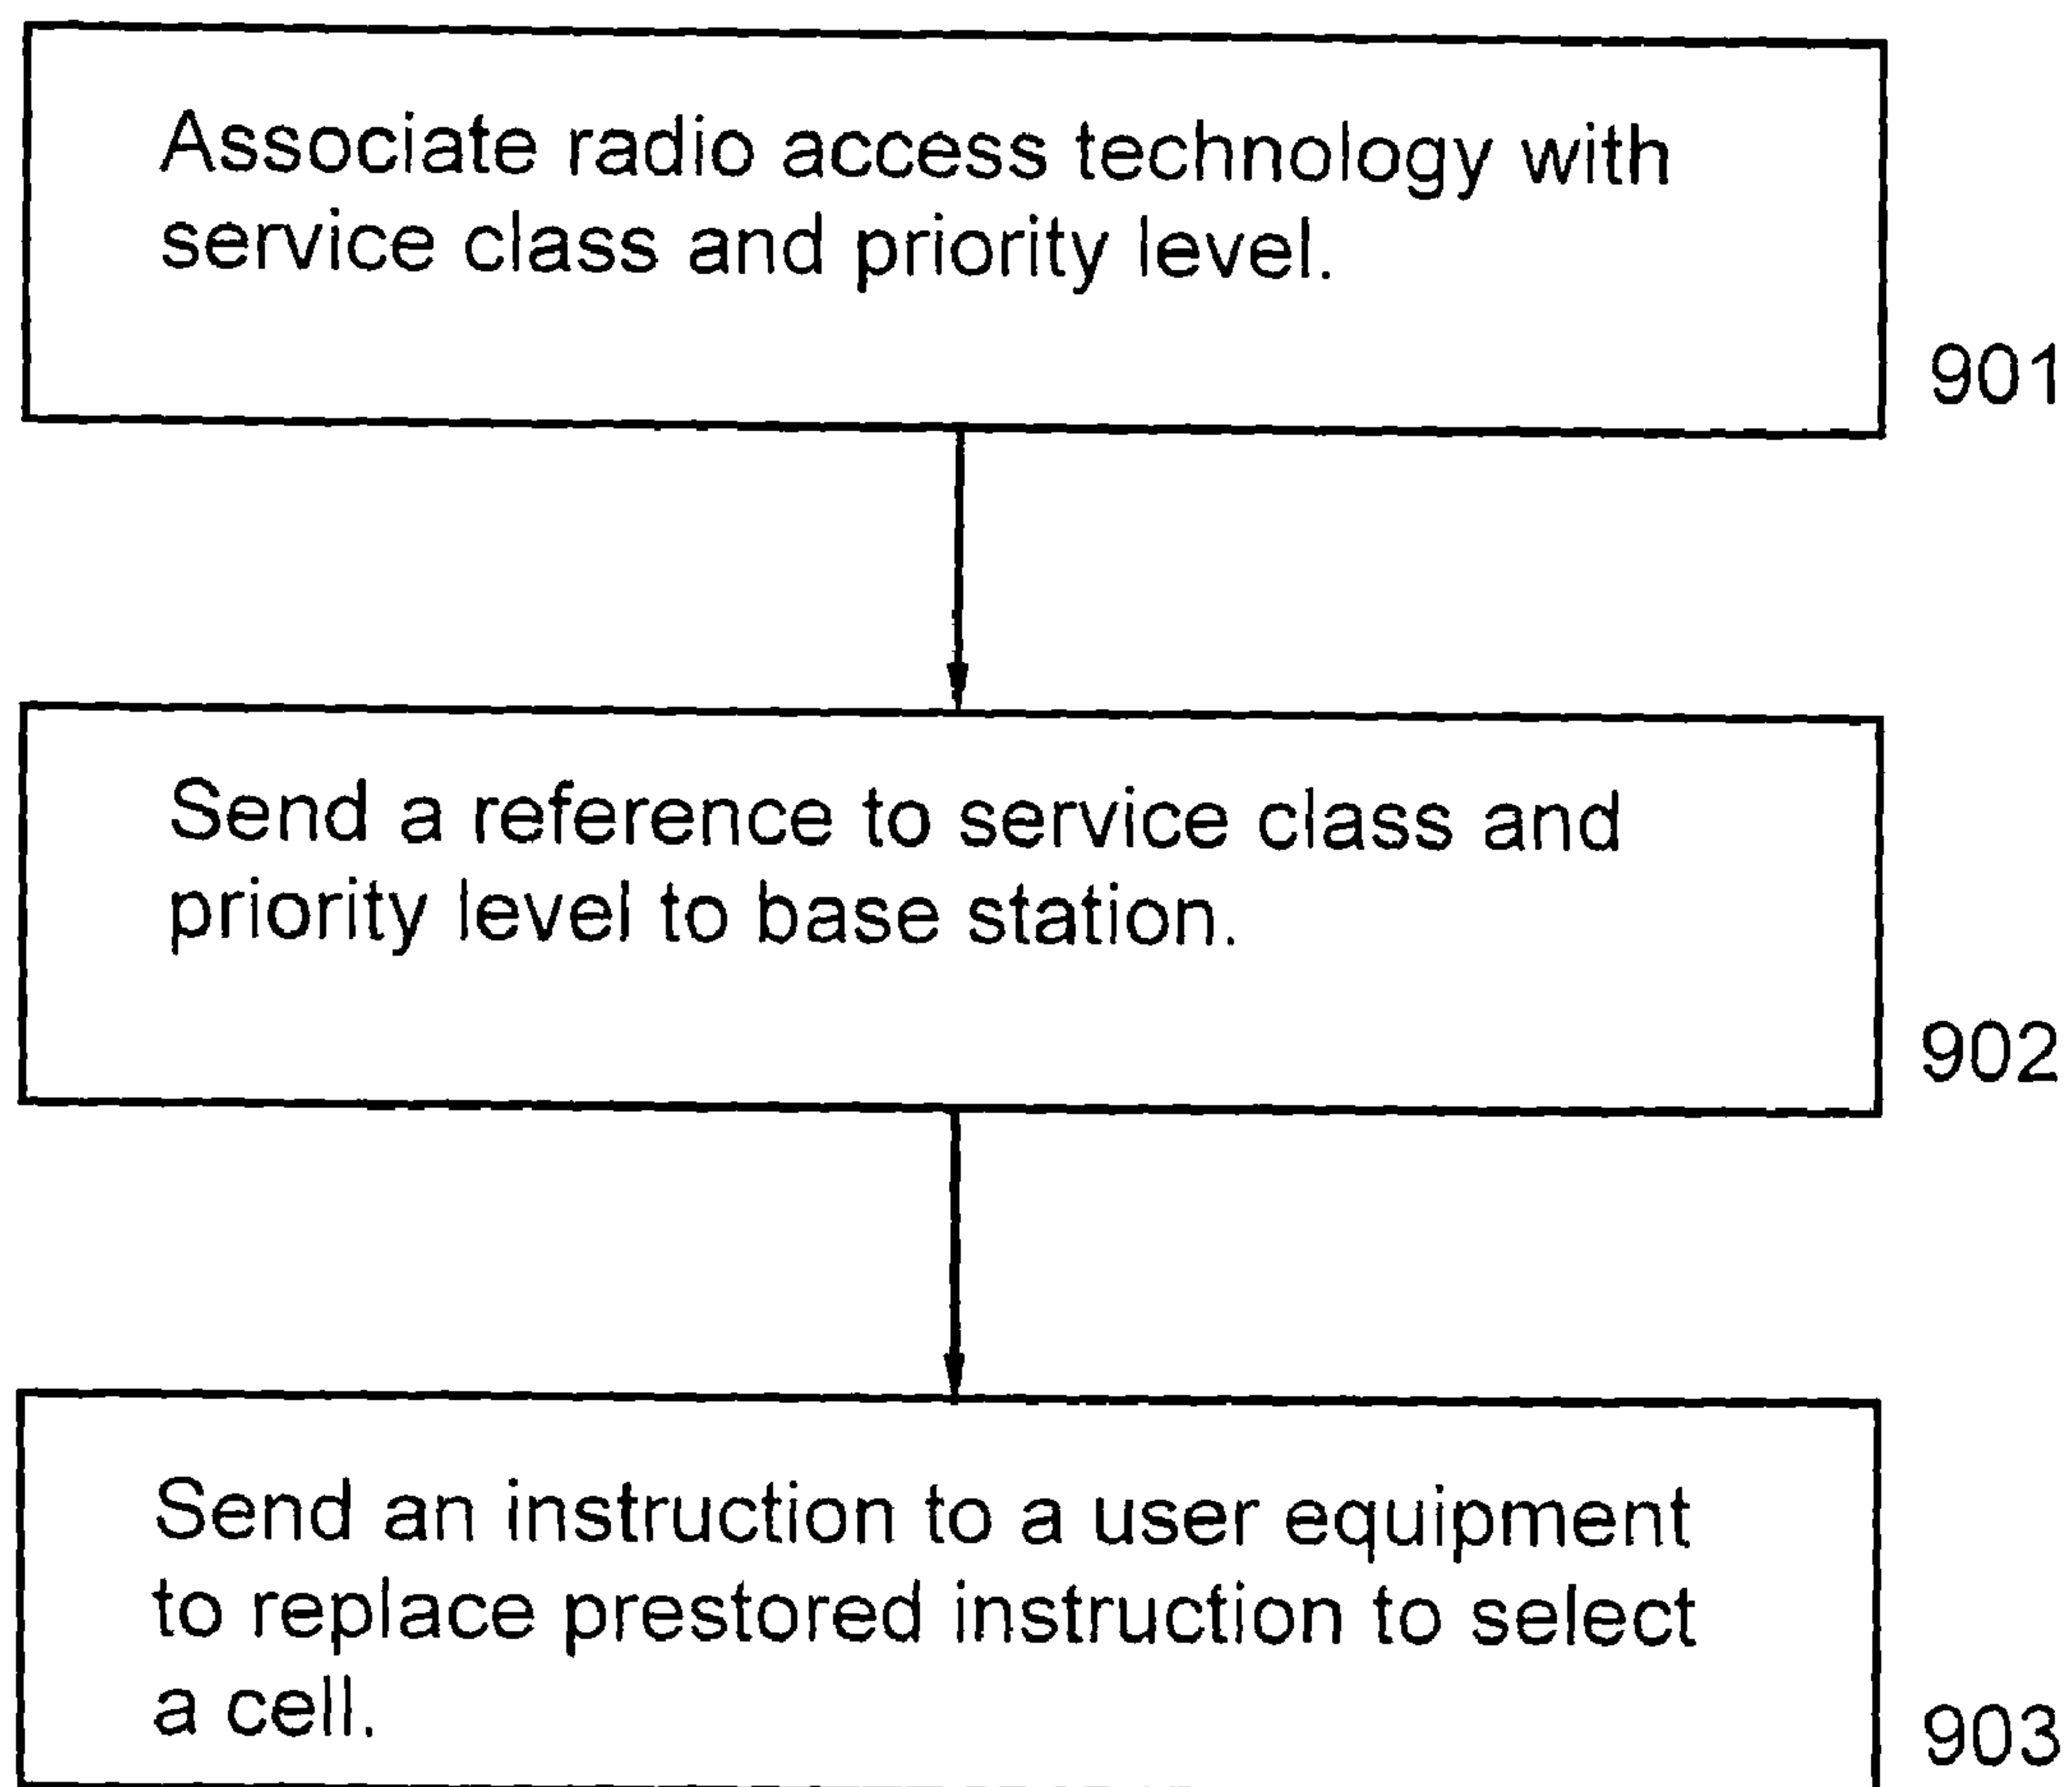 Associate radio access technology with
service class and priority level.
901
Send a reference to service class and
priority level to base station.
902
Send an instruction to a user equipment
to replace prestored instruction to select
a cell.
903